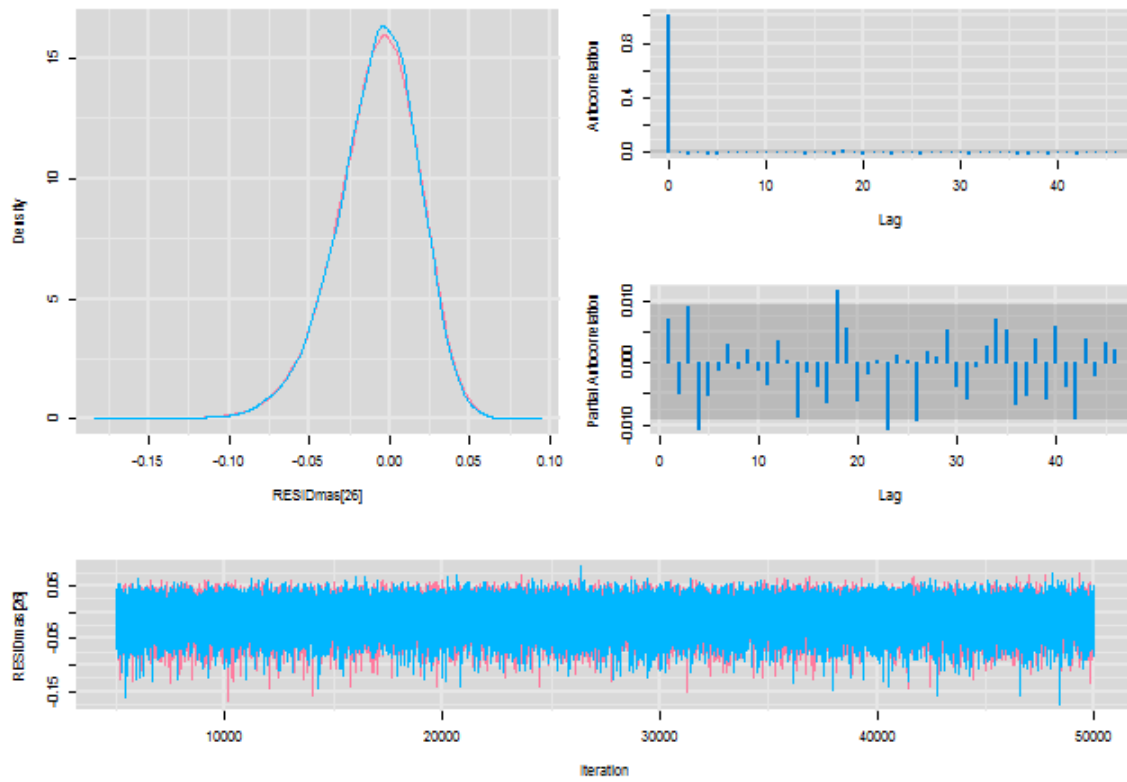 Density
15
10
5
0
-0.15 -0.10 -0.05 0.00 0.05 0.10
RESIDmas[26]
Autocorrelation
0.8
0.4
0.0
0 10 20 30 40
Lag
Partial Autocorrelation
0.010
0.000
-0.010
0 10 20 30 40
Lag
RESIDmas[26]
0.05
-0.05
-0.15
10000 20000 30000 40000 50000
Iteration